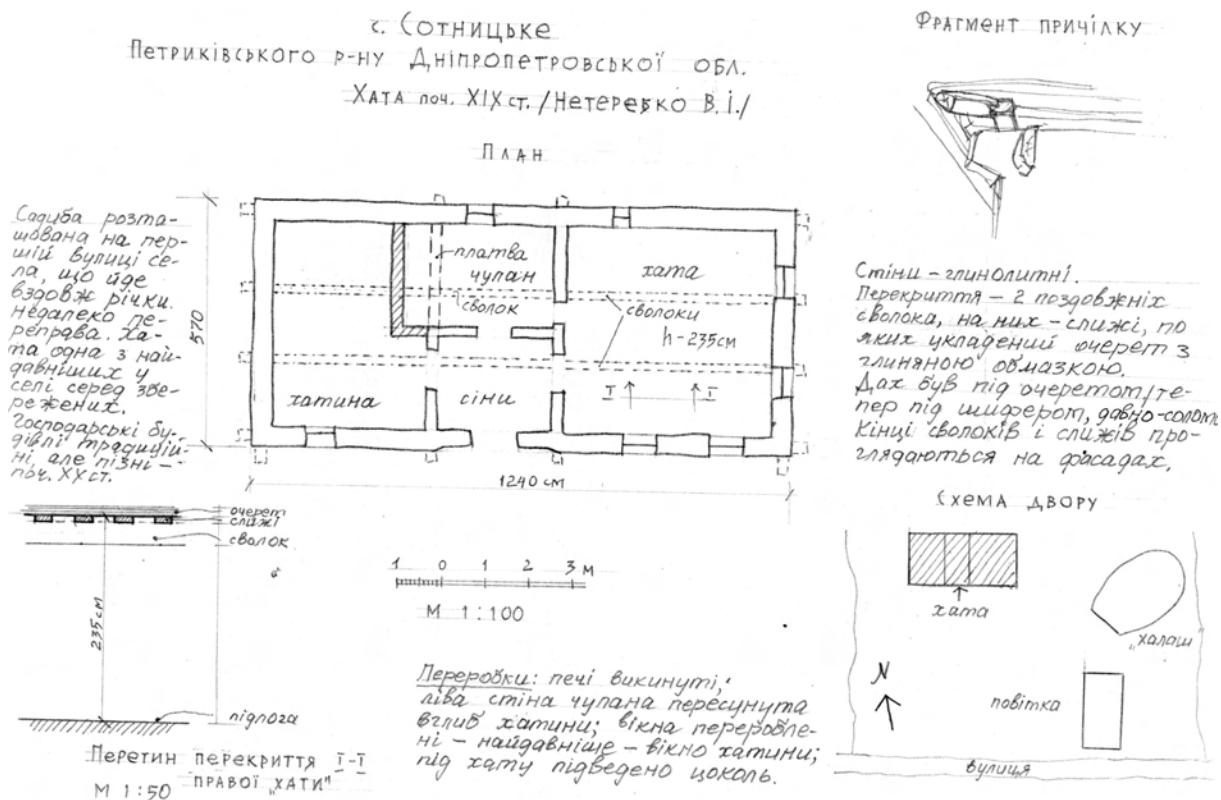 с. Сотницьке
Петриківського р-ну Дніпропетровської обл.
Хата поч. XIX ст. /Нетеребко В.І./
План
Фрагмент причілку
Садиба розта-
шована на пер-
шій вулиці се-
ла, що йде
вздовж річки.
Недалеко пе-
реправа. Ха-
та одна з най-
давніших у
селі серед збе-
режених.
Господарські бу-
дівлі традицій-
ні, але пізні –
поч. XX ст.
570
платва
чулан
сволок
хата
сволоки
h-235см
хатина
сіни
I
I
1240 см
Стіни – глинолитні.
Перекриття – 2 поздовжніх
сволока, на них – слижі, по
яких укладений очерет з
глиняною обмазкою.
Дах був під очеретом/те-
пер під шифером, давно-солома
Кінці сволоків і слижів про-
глядаються на фасадах.
очерет
слижі
сволок
235см
підлога
Перетин перекриття I-I
правої „хати"
М 1:50
1 0 1 2 3 м
М 1:100
Переробки: печі викинуті;
ліва стіна чулана пересунута
вглиб хатини; вікна переробле-
ні – найдавніше – вікно хатини;
під хату підведено цоколь.
Схема двору
хата
„халаш"
N
повітка
вулиця